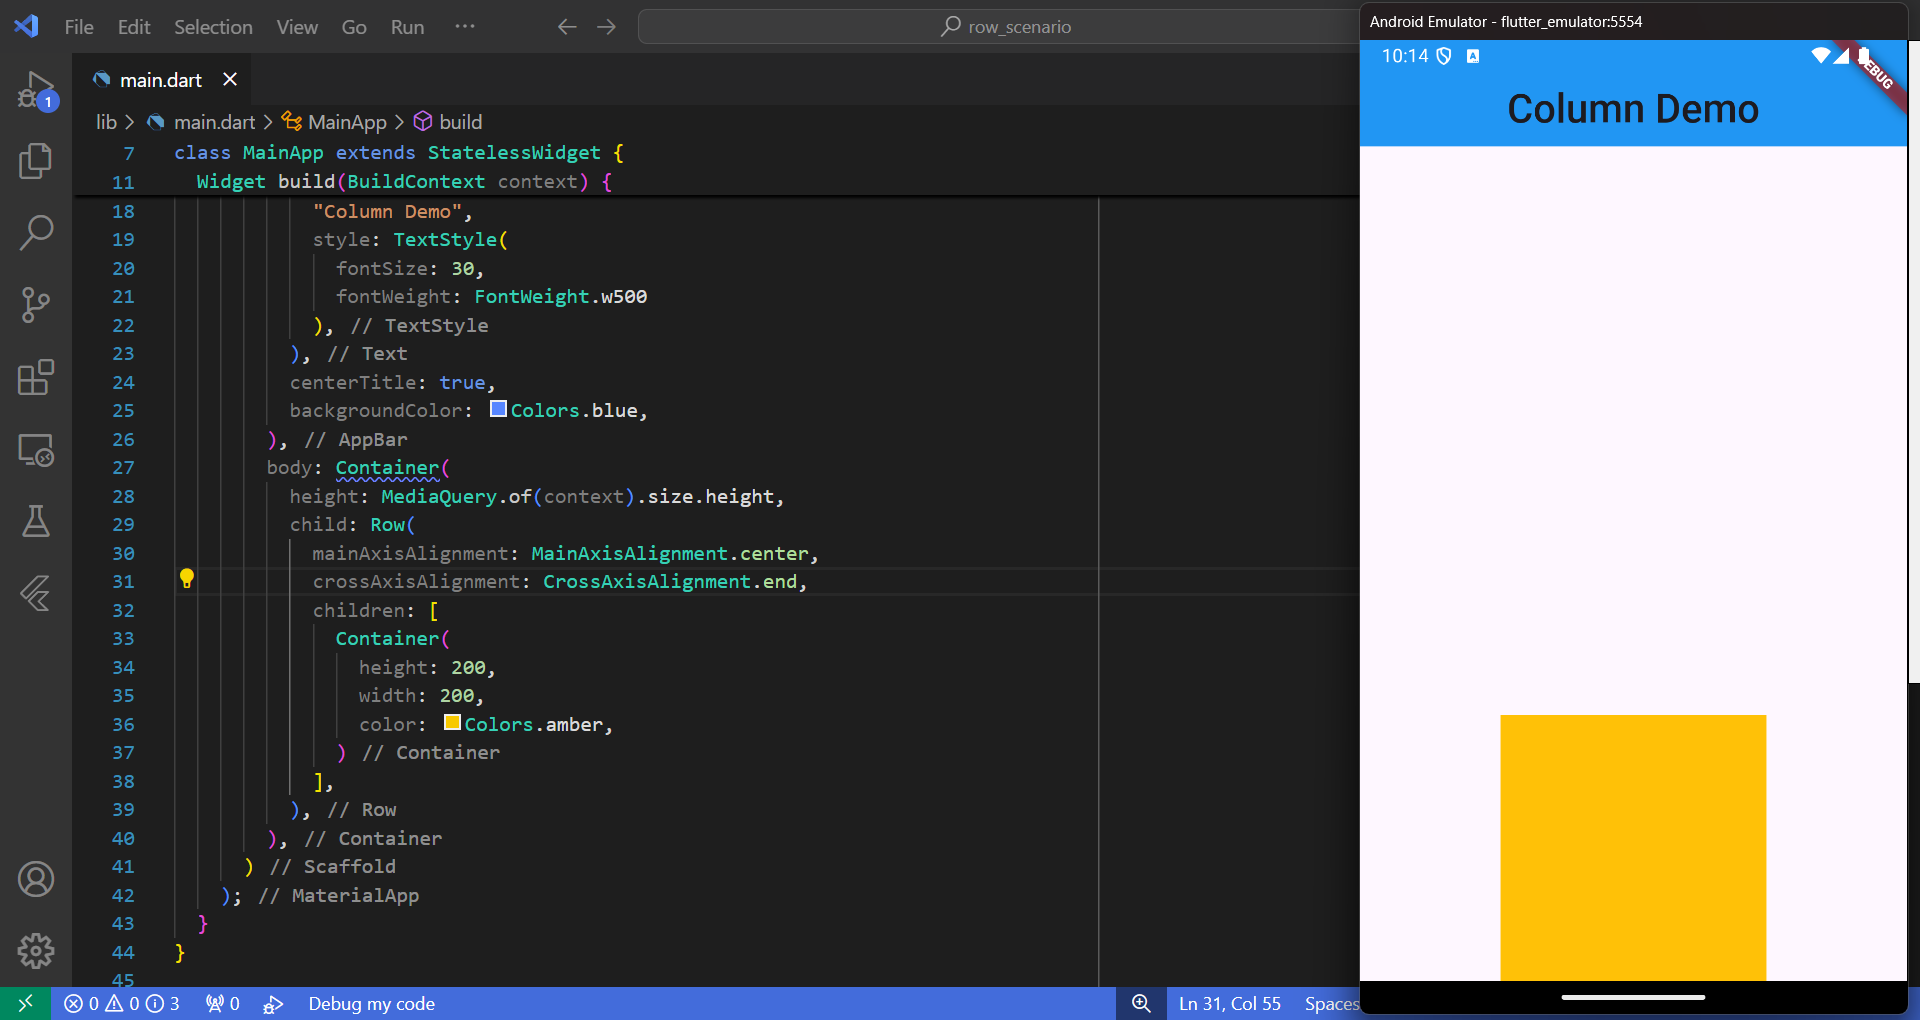 File Edit Selection View Go Run ···
row_scenario
main.dart
lib > main.dart > MainApp > build
7 class MainApp extends StatelessWidget {
11 Widget build(BuildContext context) {
18 "Column Demo",
19 style: TextStyle(
20 fontSize: 30,
21 fontWeight: FontWeight.w500
22 ), // TextStyle
23 ), // Text
24 centerTitle: true,
25 backgroundColor: Colors.blue,
26 ), // AppBar
27 body: Container(
28 height: MediaQuery.of(context).size.height,
29 child: Row(
30 mainAxisAlignment: MainAxisAlignment.center,
31 crossAxisAlignment: CrossAxisAlignment.end,
32 children: [
33 Container(
34 height: 200,
35 width: 200,
36 color: Colors.amber,
37 ) // Container
38 ],
39 ), // Row
40 ), // Container
41 ) // Scaffold
42 ); // MaterialApp
43 }
44 }
45
1
0 0 3 0 Debug my code
Ln 31, Col 55 Spaces
Android Emulator - flutter_emulator:5554
10:14
DEBUG
Column Demo